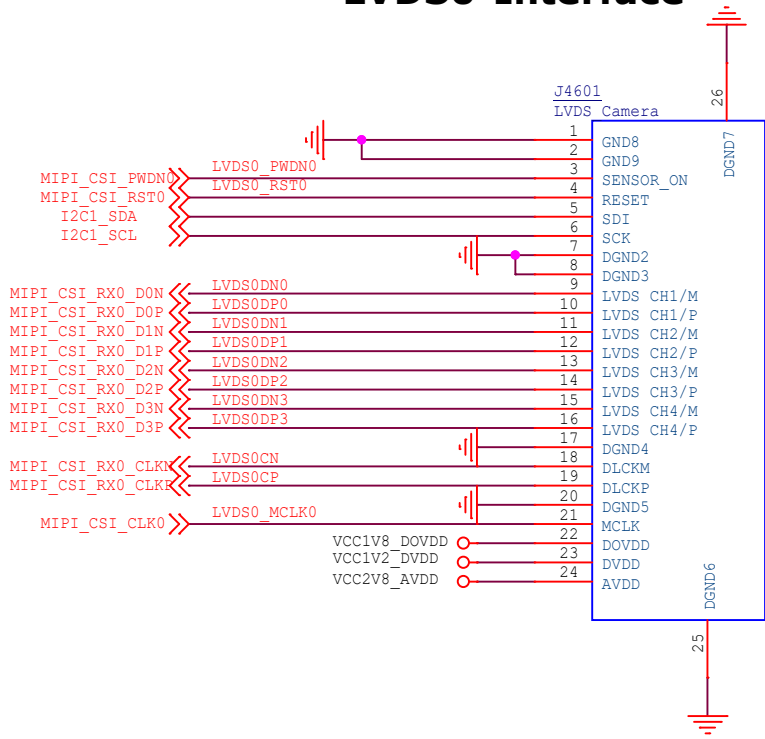 LVDS0 Interface
J4601
LVDS Camera
26
DGND7
1 GND8
2 GND9
MIPI_CSI_PWDN0 LVDS0_PWDN0 3 SENSOR_ON
MIPI_CSI_RST0 LVDS0_RST0 4 RESET
I2C1_SDA 5 SDI
I2C1_SCL 6 SCK
7 DGND2
8 DGND3
MIPI_CSI_RX0_D0N LVDS0DN0 9 LVDS CH1/M
MIPI_CSI_RX0_D0P LVDS0DP0 10 LVDS CH1/P
MIPI_CSI_RX0_D1N LVDS0DN1 11 LVDS CH2/M
MIPI_CSI_RX0_D1P LVDS0DP1 12 LVDS CH2/P
MIPI_CSI_RX0_D2N LVDS0DN2 13 LVDS CH3/M
MIPI_CSI_RX0_D2P LVDS0DP2 14 LVDS CH3/P
MIPI_CSI_RX0_D3N LVDS0DN3 15 LVDS CH4/M
MIPI_CSI_RX0_D3P LVDS0DP3 16 LVDS CH4/P
17 DGND4
MIPI_CSI_RX0_CLKN LVDS0CN 18 DLCKM
MIPI_CSI_RX0_CLKP LVDS0CP 19 DLCKP
20 DGND5
MIPI_CSI_CLK0 LVDS0_MCLK0 21 MCLK
VCC1V8_DOVDD 22 DOVDD
VCC1V2_DVDD 23 DVDD
VCC2V8_AVDD 24 AVDD
DGND6
25